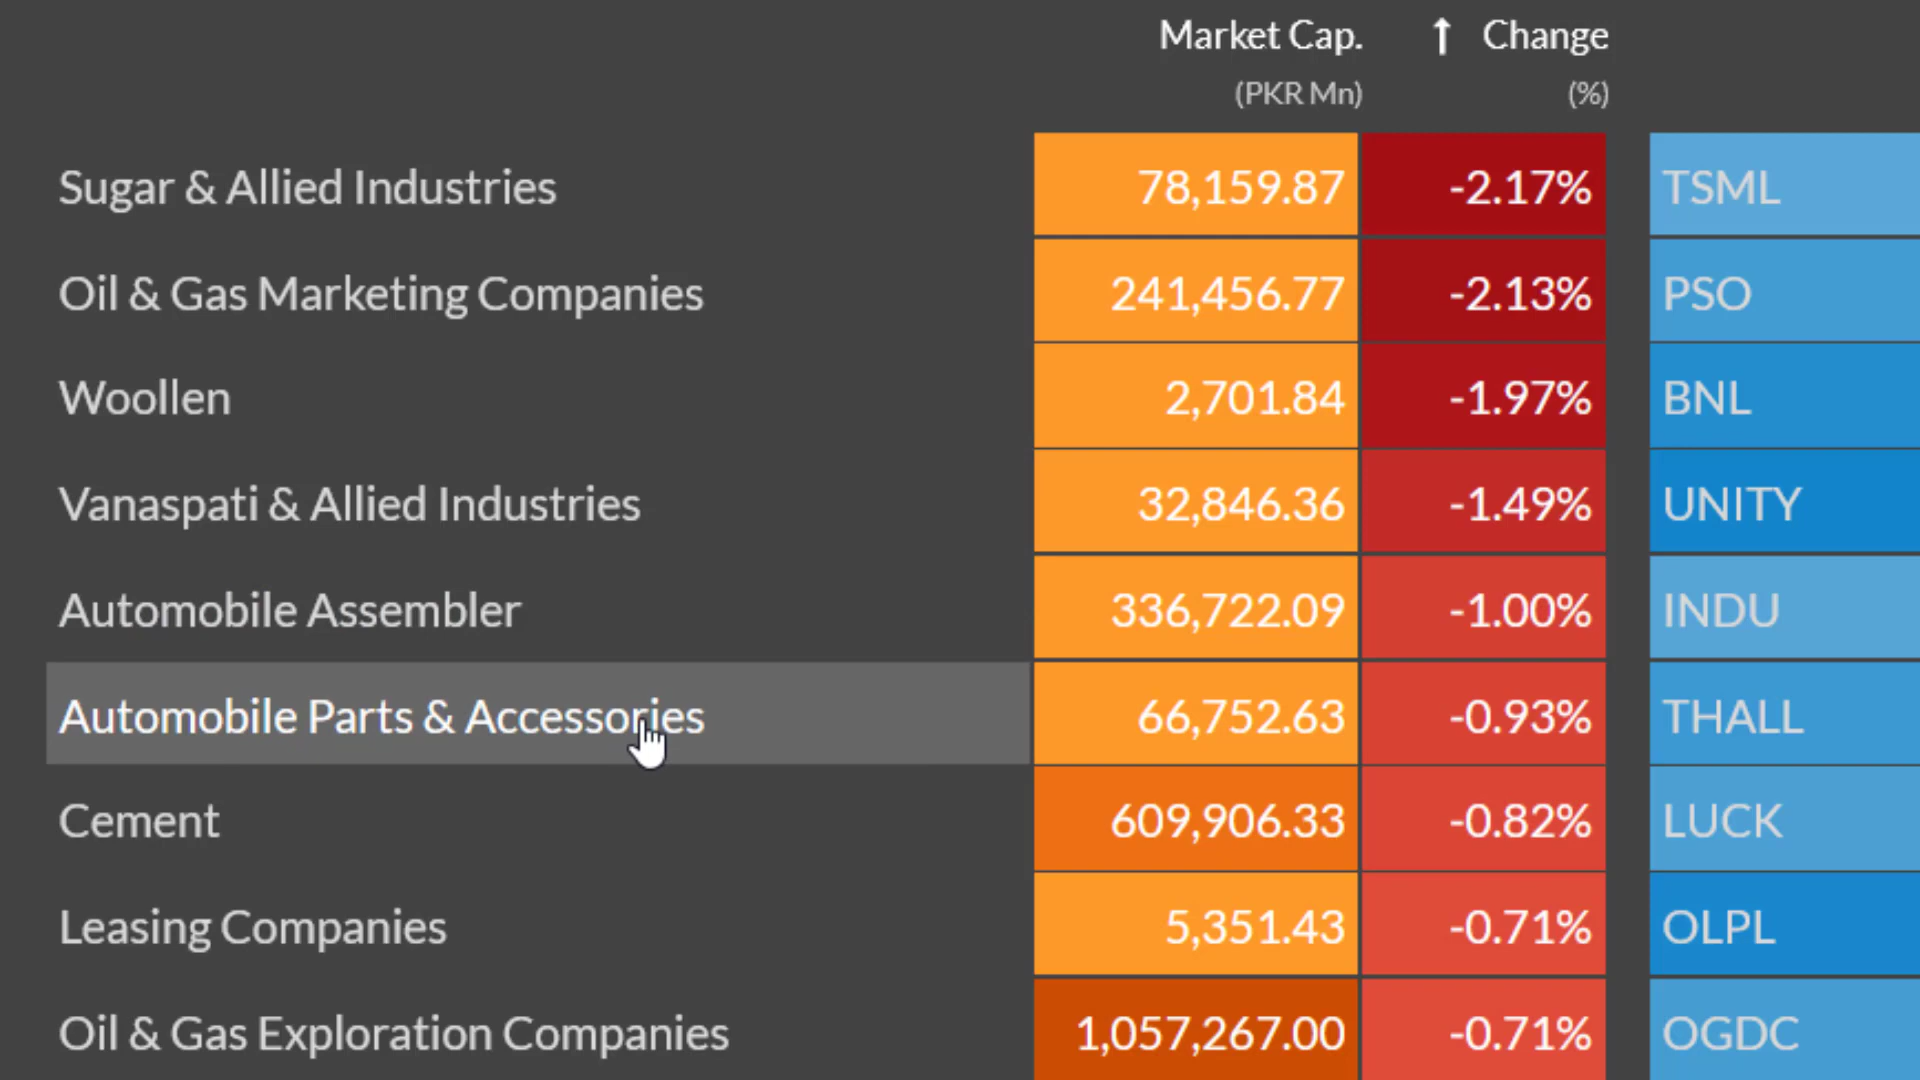 Market Cap. ↑ Change
(PKR Mn) (%)
Sugar & Allied Industries 78,159.87 -2.17% TSML
Oil & Gas Marketing Companies 241,456.77 -2.13% PSO
Woollen 2,701.84 -1.97% BNL
Vanaspati & Allied Industries 32,846.36 -1.49% UNITY
Automobile Assembler 336,722.09 -1.00% INDU
Automobile Parts & Accessories 66,752.63 -0.93% THALL
Cement 609,906.33 -0.82% LUCK
Leasing Companies 5,351.43 -0.71% OLPL
Oil & Gas Exploration Companies 1,057,267.00 -0.71% OGDC